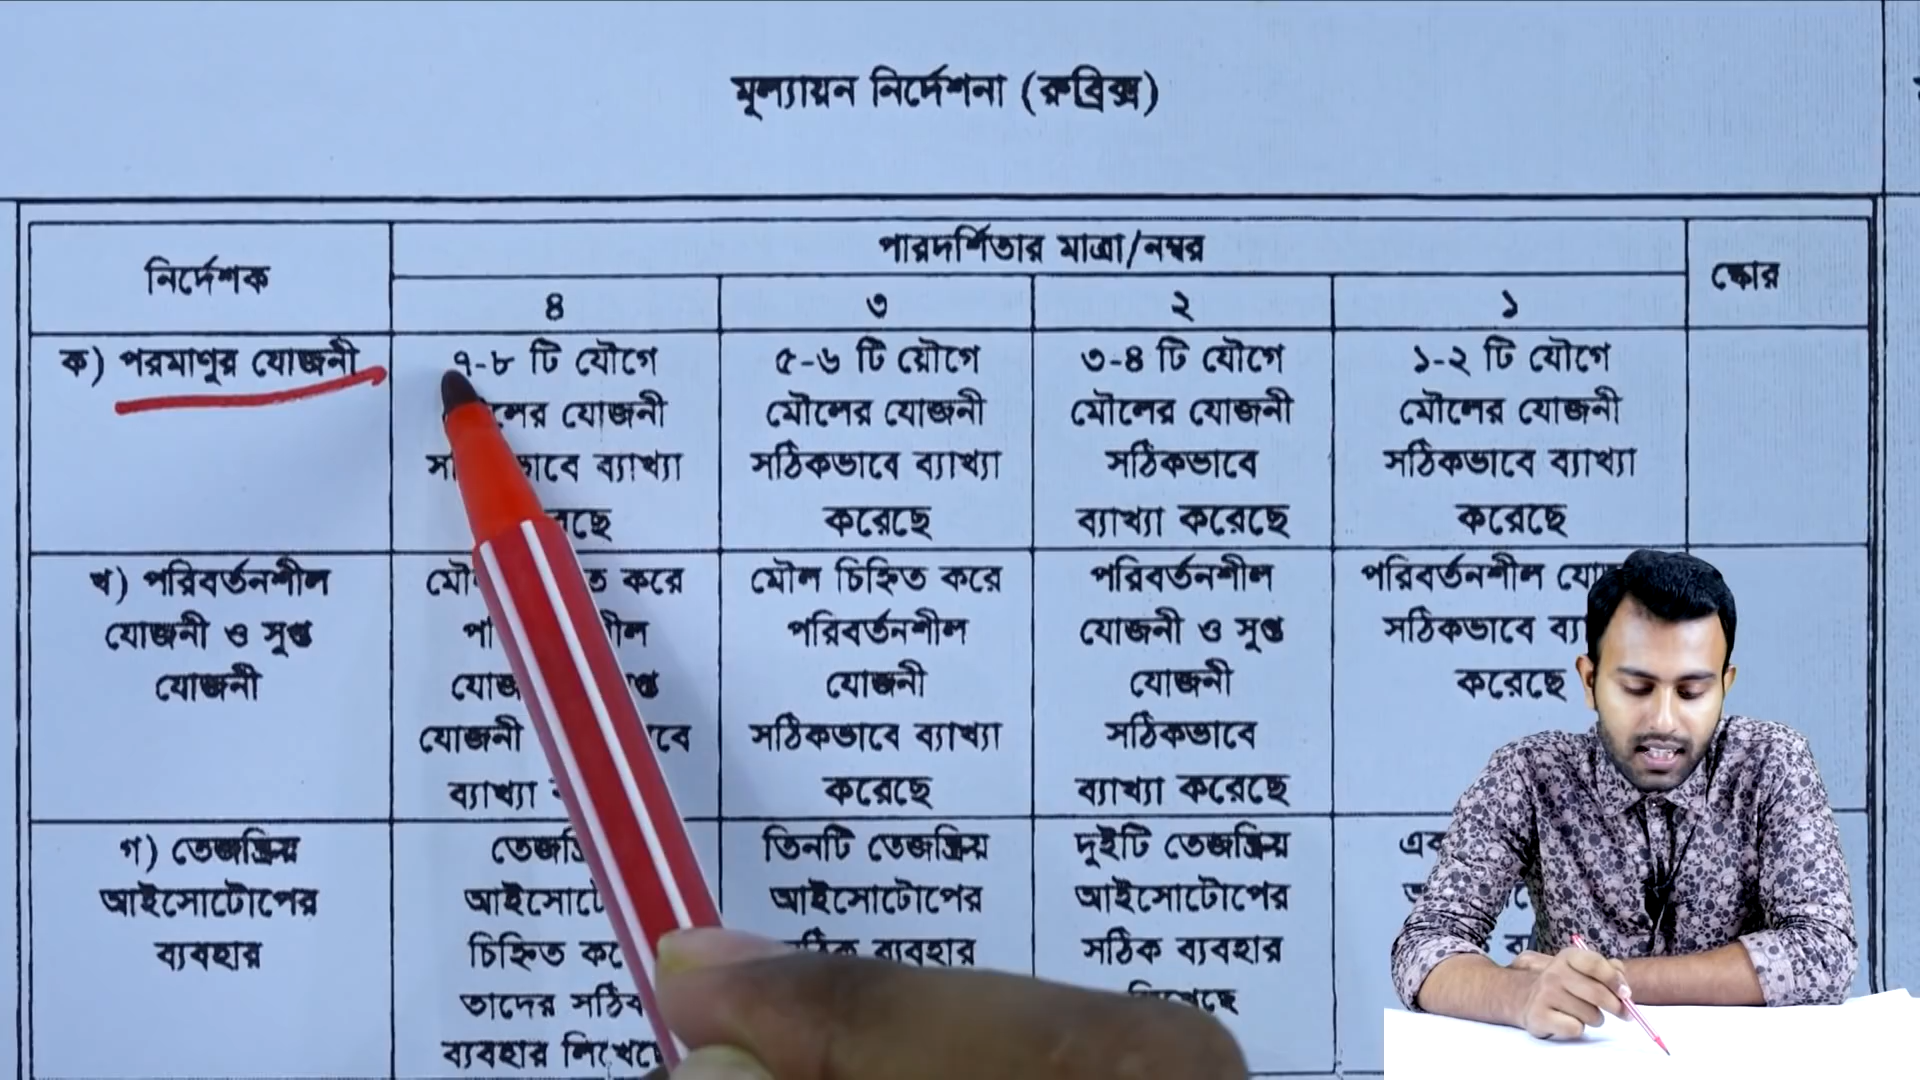 মূল্যায়ন নির্দেশনা (রুব্রিক্স)
নির্দেশক
পারদর্শিতার মাত্রা/নম্বর
স্কোর
৪
৩
২
১
ক) পরমাণুর যোজনী
৭-৮ টি যৌগে
যোজনী
ব্যাখ্যা
৫-৬ টি যৌগে
মৌলের যোজনী
সঠিকভাবে ব্যাখ্যা
করেছে
৩-৪ টি যৌগে
মৌলের যোজনী
সঠিকভাবে
ব্যাখ্যা করেছে
১-২ টি যৌগে
মৌলের যোজনী
সঠিকভাবে ব্যাখ্যা
করেছে
খ) পরিবর্তনশীল
যোজনী ও সুপ্ত
যোজনী
করে
যোজনী
ব্যাখ্যা
মৌল চিহ্নিত করে
পরিবর্তনশীল
যোজনী
সঠিকভাবে ব্যাখ্যা
করেছে
পরিবর্তনশীল
যোজনী ও সুপ্ত
যোজনী
সঠিকভাবে
ব্যাখ্যা করেছে
পরিবর্তনশীল
সঠিকভাবে
করেছে
গ) তেজস্ক্রিয়
আইসোটোপের
ব্যবহার
চিহ্নিত
তাদের সঠিক
ব্যবহার লিখেছে
তিনটি তেজস্ক্রিয়
আইসোটোপের
সঠিক ব্যবহার
দুইটি তেজস্ক্রিয়
আইসোটোপের
সঠিক ব্যবহার
লিখেছে